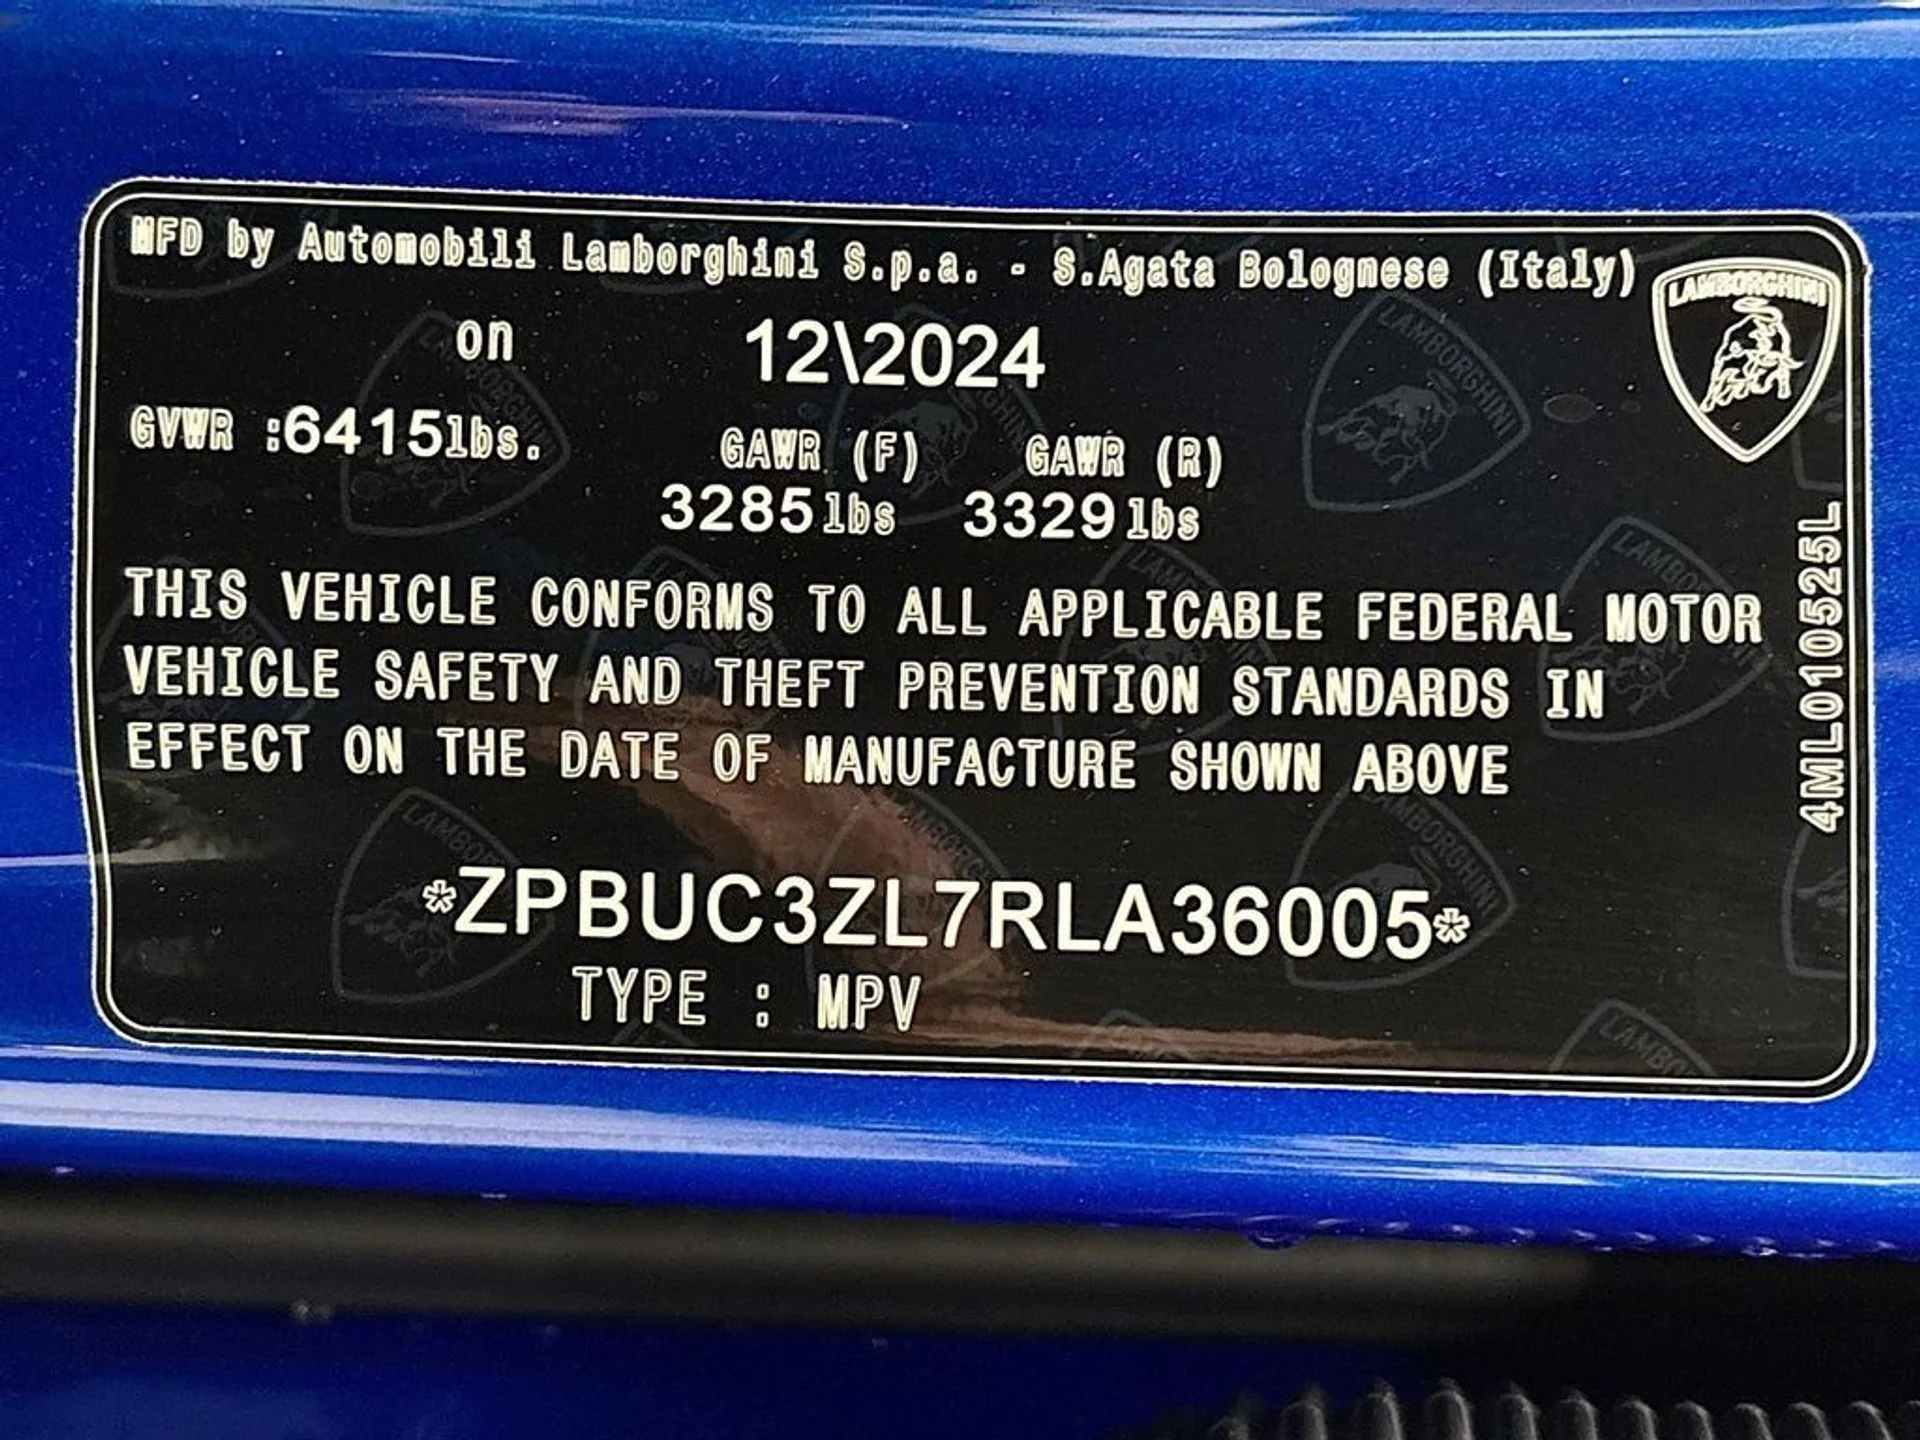 MFD by Automobili Lamborghini S.p.a. - S.Agata Bolognese (Italy)
LAMBORGHINI
on 12\2024
GVWR :6415lbs. GAWR (F) GAWR (R)
3285lbs 3329lbs
THIS VEHICLE CONFORMS TO ALL APPLICABLE FEDERAL MOTOR
VEHICLE SAFETY AND THEFT PREVENTION STANDARDS IN
EFFECT ON THE DATE OF MANUFACTURE SHOWN ABOVE
4ML010525L
*ZPBUC3ZL7RLA36005*
TYPE : MPV